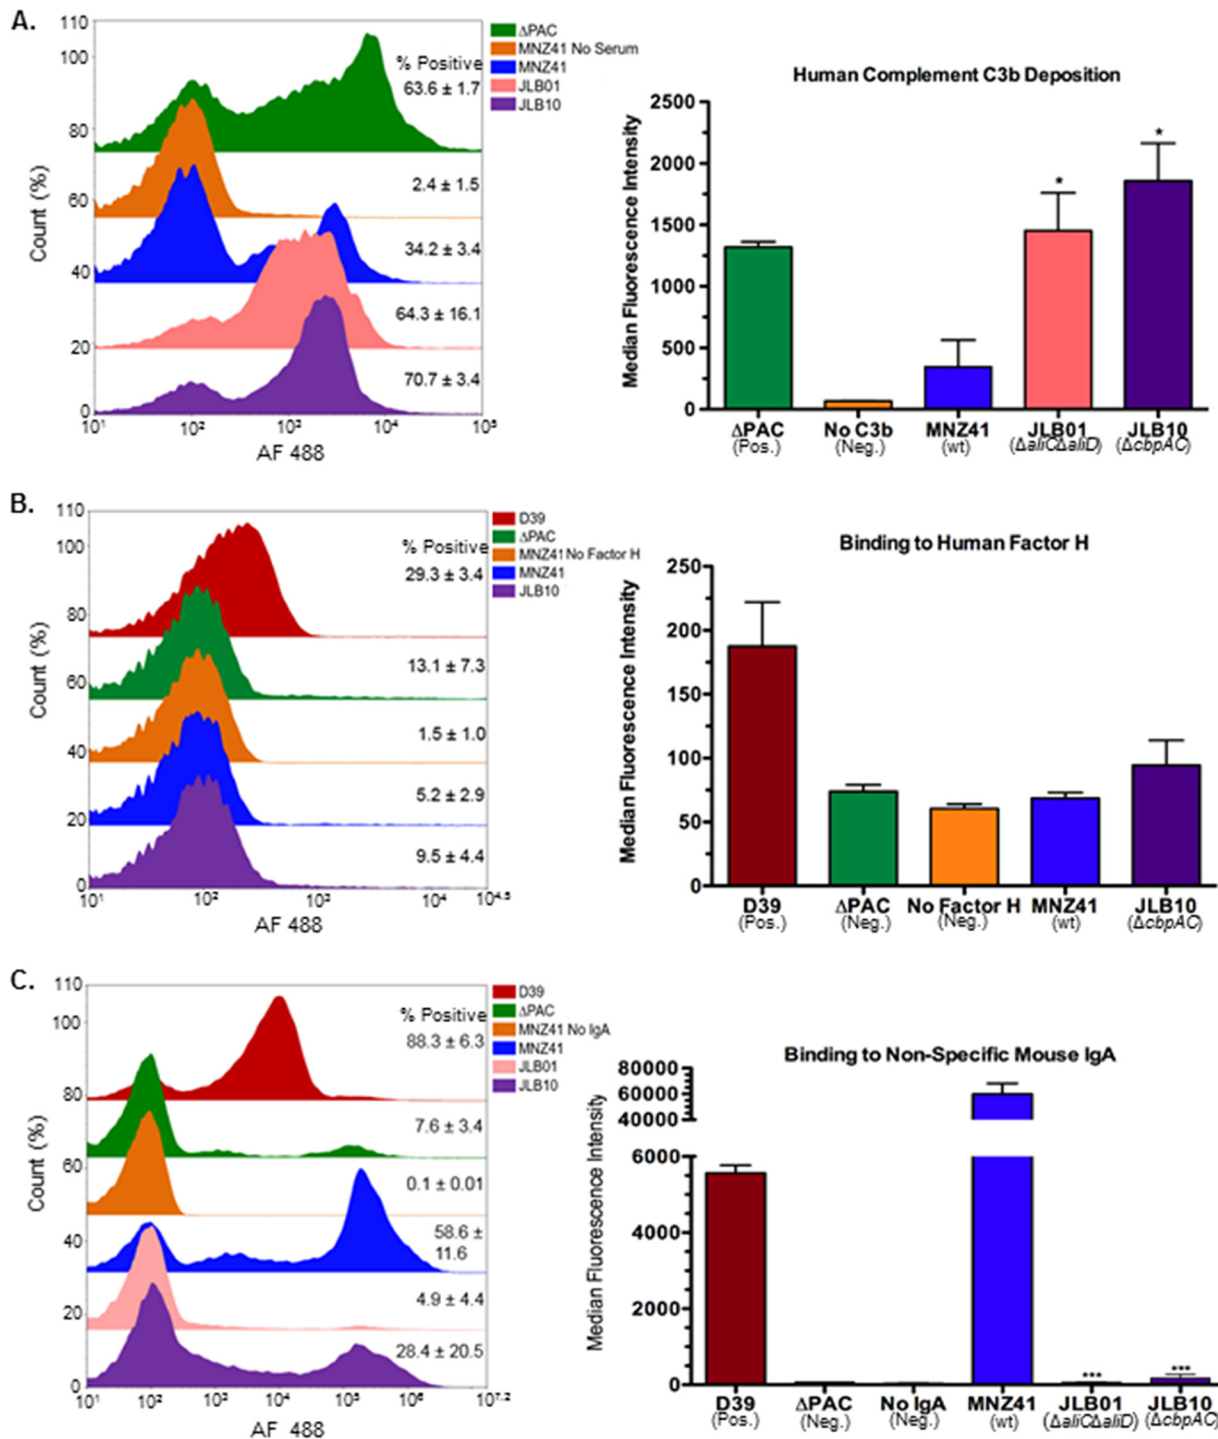 A.
110
100
80
60
40
20
0
Count (%)
10¹ 10² 10³ 10⁴ 10⁵
AF 488
ΔPAC
MNZ41 No Serum
MNZ41
JLB01
JLB10
% Positive
63.6 ± 1.7
2.4 ± 1.5
34.2 ± 3.4
64.3 ± 16.1
70.7 ± 3.4
Human Complement C3b Deposition
Median Fluorescence Intensity
2500
2000
1500
1000
500
0
* *
ΔPAC No C3b MNZ41 JLB01 JLB10
(Pos.) (Neg.) (wt) (ΔaliCΔaliD) (ΔcbpAC)
B.
110
100
80
60
40
20
0
Count (%)
10¹ 10² 10³ 10⁴ 10⁴·⁵
AF 488
D39
ΔPAC
MNZ41 No Factor H
MNZ41
JLB10
% Positive
29.3 ± 3.4
13.1 ± 7.3
1.5 ± 1.0
5.2 ± 2.9
9.5 ± 4.4
Binding to Human Factor H
Median Fluorescence Intensity
250
200
150
100
50
0
D39 ΔPAC No Factor H MNZ41 JLB10
(Pos.) (Neg.) (Neg.) (wt) (ΔcbpAC)
C.
110
100
80
60
40
20
0
Count (%)
10¹ 10² 10³ 10⁴ 10⁵ 10⁶ 10⁷·²
AF 488
D39
ΔPAC
MNZ41 No IgA
MNZ41
JLB01
JLB10
% Positive
88.3 ± 6.3
7.6 ± 3.4
0.1 ± 0.01
58.6 ±
11.6
4.9 ± 4.4
28.4 ± 20.5
Binding to Non-Specific Mouse IgA
Median Fluorescence Intensity
80000
60000
40000
6000
4000
2000
0
*** ***
D39 ΔPAC No IgA MNZ41 JLB01 JLB10
(Pos.) (Neg.) (Neg.) (wt) (ΔaliCΔaliD) (ΔcbpAC)